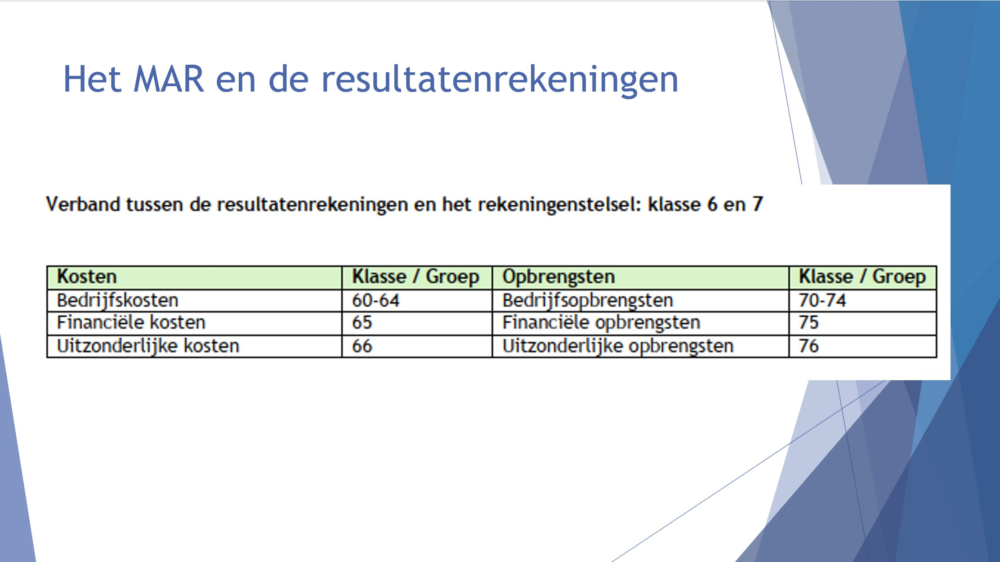 Het MAR en de resultatenrekeningen
Verband tussen de resultatenrekeningen en het rekeningenstelsel: klasse 6 en 7
Kosten Klasse / Groep Opbrengsten Klasse / Groep
Bedrijfskosten 60-64 Bedrijfsopbrengsten 70-74
Financiële kosten 65 Financiële opbrengsten 75
Uitzonderlijke kosten 66 Uitzonderlijke opbrengsten 76